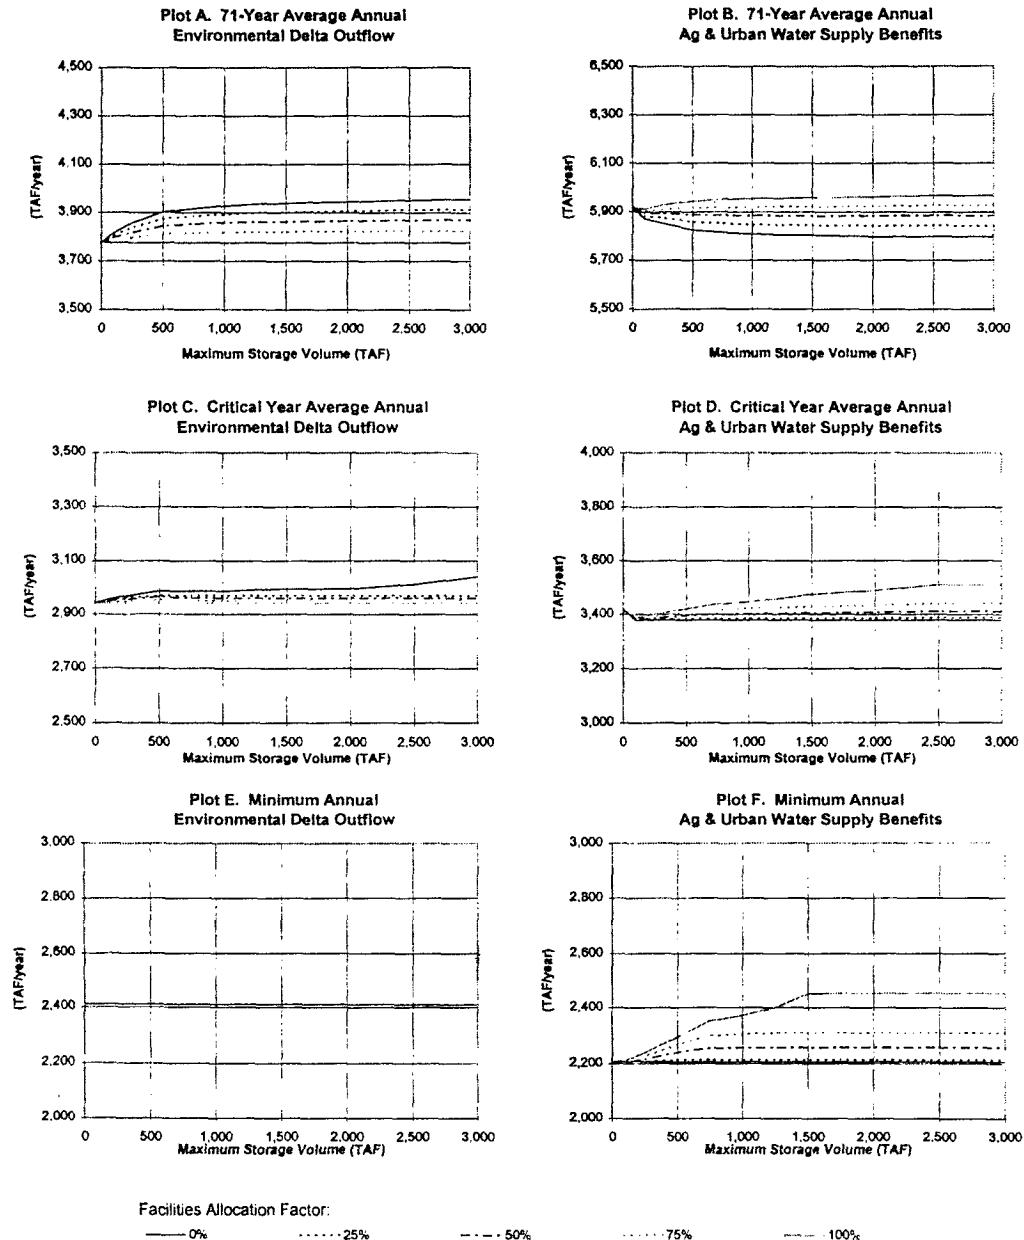 Plot A. 71-Year Average Annual
Environmental Delta Outflow
4,500
4,300
4,100
3,900
3,700
3,500
(TAF/year)
0 500 1,000 1,500 2,000 2,500 3,000
Maximum Storage Volume (TAF)
Plot B. 71-Year Average Annual
Ag & Urban Water Supply Benefits
6,500
6,300
6,100
5,900
5,700
5,500
(TAF/year)
0 500 1,000 1,500 2,000 2,500 3,000
Maximum Storage Volume (TAF)
Plot C. Critical Year Average Annual
Environmental Delta Outflow
3,500
3,300
3,100
2,900
2,700
2.500
(TAF/year)
0 500 1,000 1,500 2,000 2,500 3,000
Maximum Storage Volume (TAF)
Plot D. Critical Year Average Annual
Ag & Urban Water Supply Benefits
4,000
3,800
3,600
3,400
3,200
3,000
(TAF/year)
0 500 1,000 1,500 2,000 2,500 3,000
Maximum Storage Volume (TAF)
Plot E. Minimum Annual
Environmental Delta Outflow
3,000
2.800
2,600
2,400
2,200
2,000
(TAF/year)
0 500 1,000 1,500 2,000 2,500 3,000
Maximum Storage Volume (TAF)
Plot F. Minimum Annual
Ag & Urban Water Supply Benefits
3,000
2,800
2,600
2,400
2,200
2,000
(TAF/year)
0 500 1,000 1,500 2,000 2,500 3,000
Maximum Storage Volume (TAF)
Facilities Allocation Factor:
0% 25% 50% 75% 100%